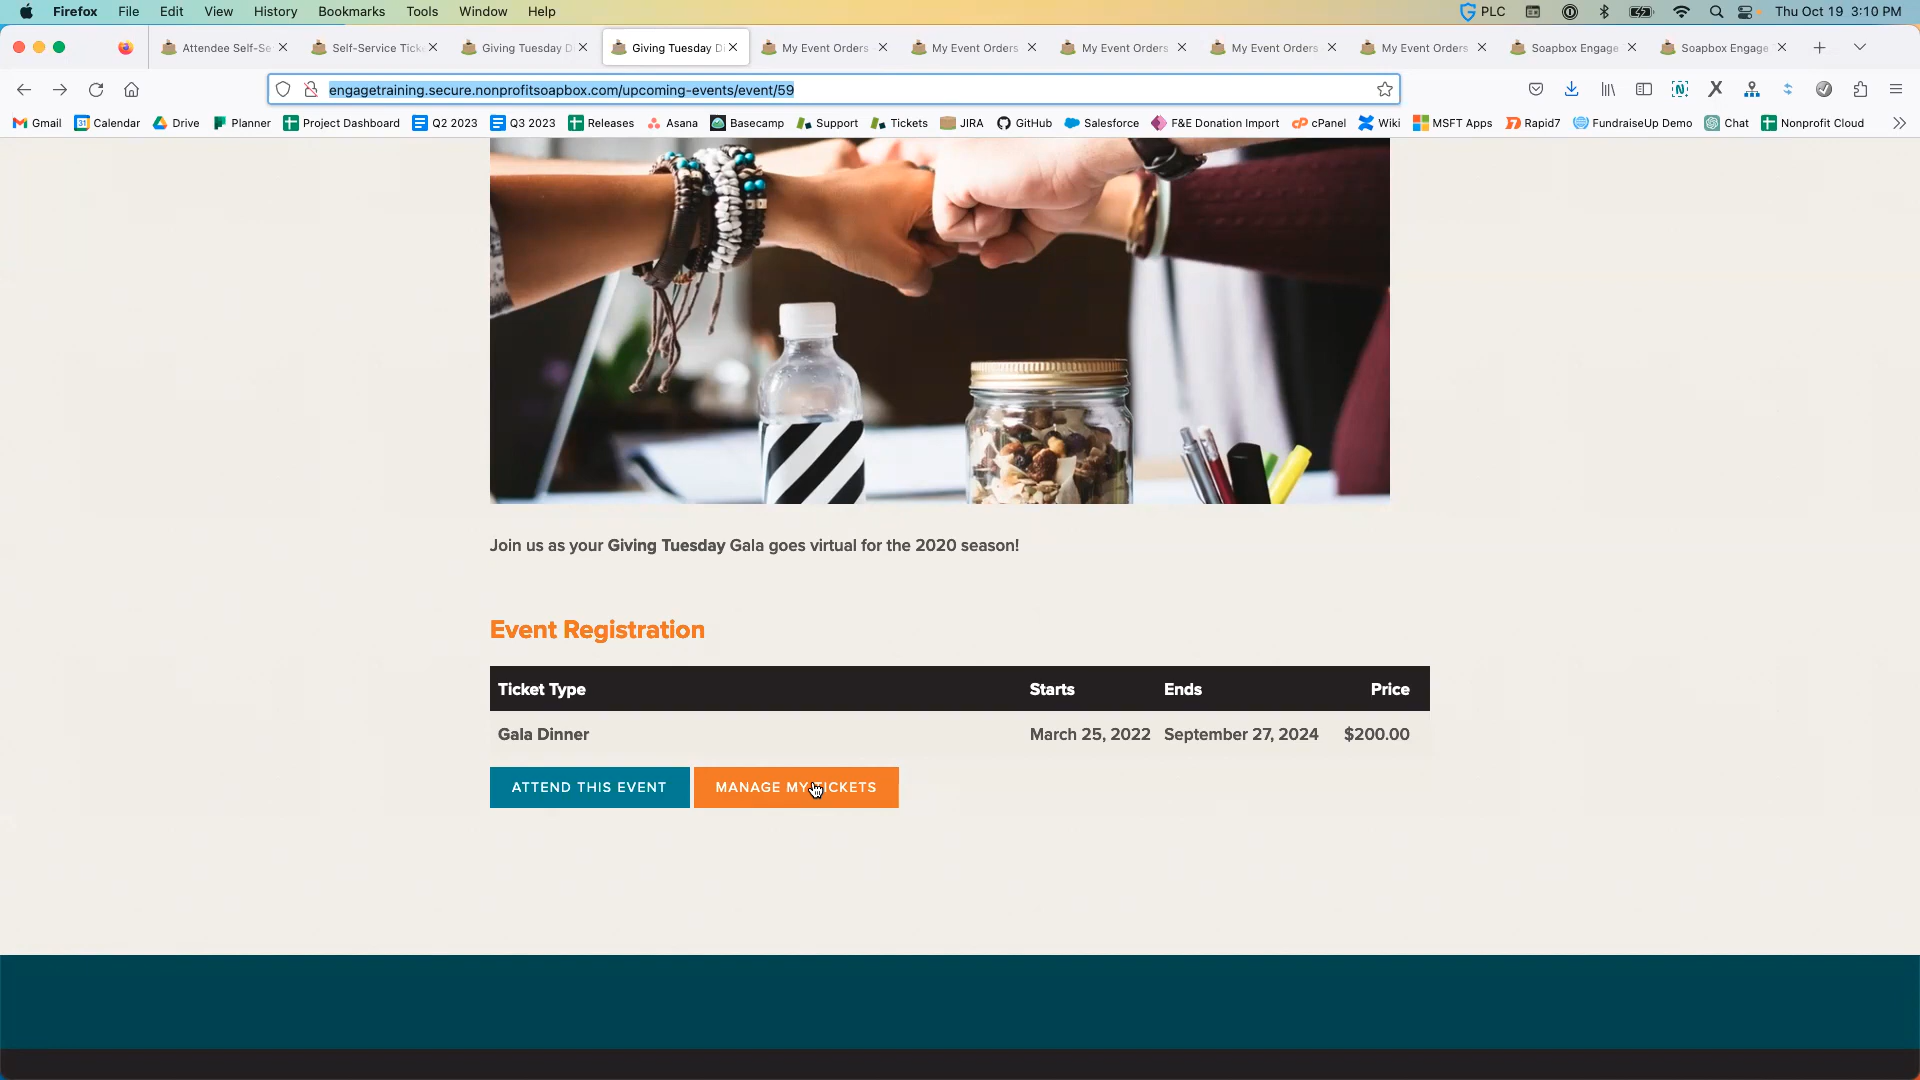 Firefox File Edit View History Bookmarks Tools Window Help PLC Thu Oct 19 3:10 PM
Attendee Self-Se Self-Service Tick Giving Tuesday D Giving Tuesday Di My Event Orders My Event Orders My Event Orders My Event Orders My Event Orders Soapbox Engage Soapbox Engage
engagetraining.secure.nonprofitsoapbox.com/upcoming-events/event/59
Gmail Calendar Drive Planner Project Dashboard Q2 2023 Q3 2023 Releases Asana Basecamp Support Tickets JIRA GitHub Salesforce F&E Donation Import cPanel Wiki MSFT Apps Rapid7 FundraiseUp Demo Chat Nonprofit Cloud
Join us as your Giving Tuesday Gala goes virtual for the 2020 season!
Event Registration
Ticket Type Starts Ends Price
Gala Dinner March 25, 2022 September 27, 2024 $200.00
ATTEND THIS EVENT MANAGE MY TICKETS